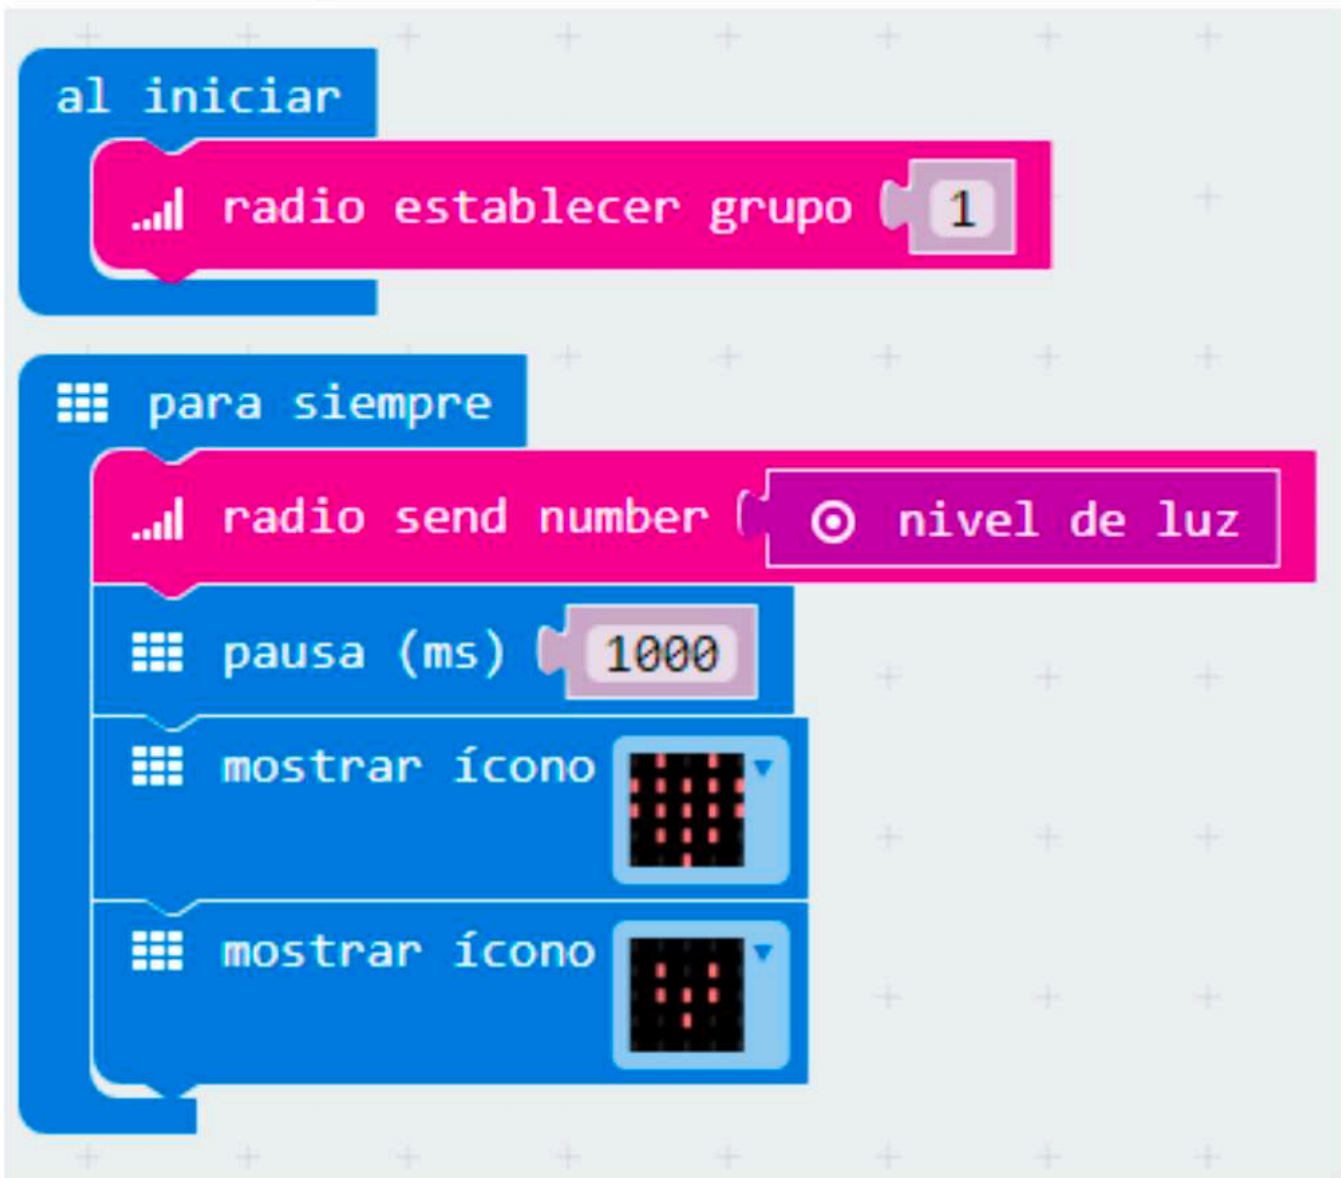 al iniciar
radio establecer grupo 1
para siempre
radio send number nivel de luz
pausa (ms) 1000
mostrar ícono
mostrar ícono